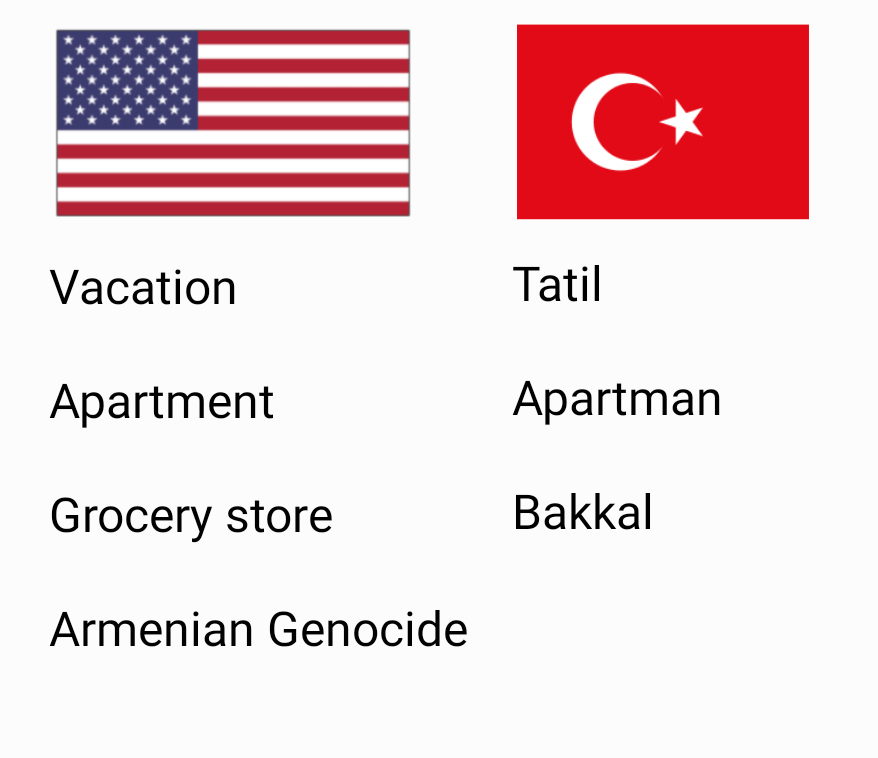 Vacation
Tatil
Apartment
Apartman
Grocery store
Bakkal
Armenian Genocide